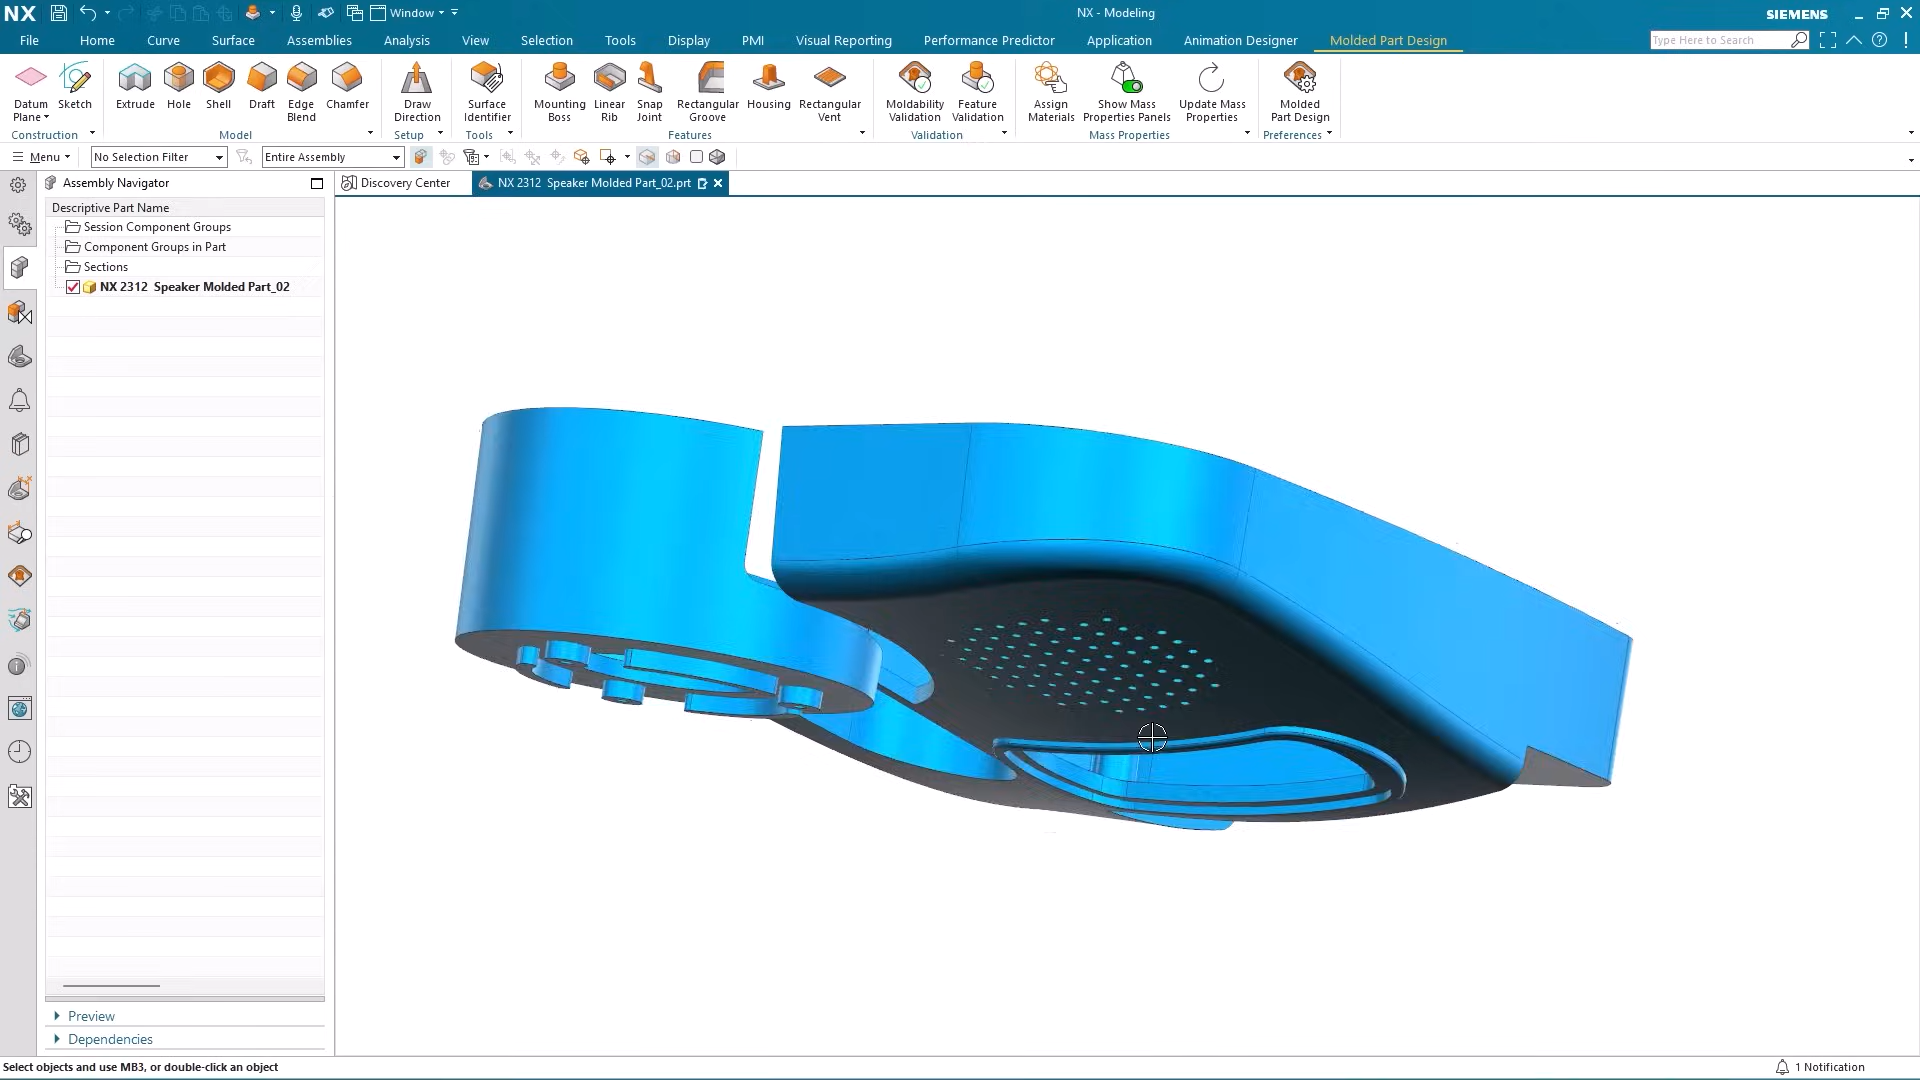 NX
Window
NX - Modeling
SIEMENS
File Home Curve Surface Assemblies Analysis View Selection Tools Display PMI Visual Reporting Performance Predictor Application Animation Designer Molded Part Design
Type Here to Search
Datum Plane
Sketch
Extrude
Hole
Shell
Draft
Edge Blend
Chamfer
Draw Direction
Surface Identifier
Mounting Boss
Linear Rib
Snap Joint
Rectangular Groove
Housing
Rectangular Vent
Moldability Validation
Feature Validation
Assign Materials
Show Mass Properties Panels
Update Mass Properties
Molded Part Design
Construction Model Setup Tools Features Validation Mass Properties Preferences
Menu
No Selection Filter
Entire Assembly
Assembly Navigator
Discovery Center
NX 2312 Speaker Molded Part_02.prt
Descriptive Part Name
Session Component Groups
Component Groups in Part
Sections
NX 2312 Speaker Molded Part_02
Preview
Dependencies
Select objects and use MB3, or double-click an object
1 Notification